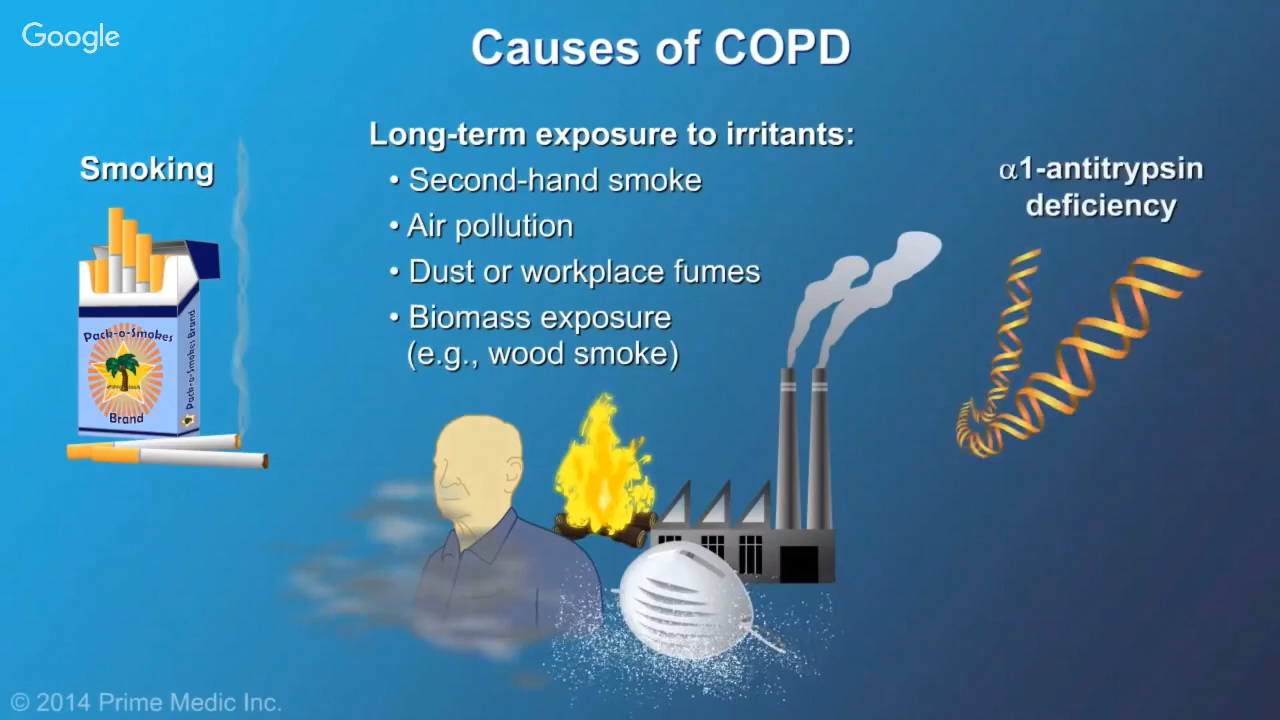 Google
Causes of COPD
Smoking
Long-term exposure to irritants:
• Second-hand smoke
• Air pollution
• Dust or workplace fumes
• Biomass exposure
(e.g., wood smoke)
α1-antitrypsin
deficiency
Pack-o-Smokes
Brand
Pack-o-Smokes Brand
© 2014 Prime Medic Inc.